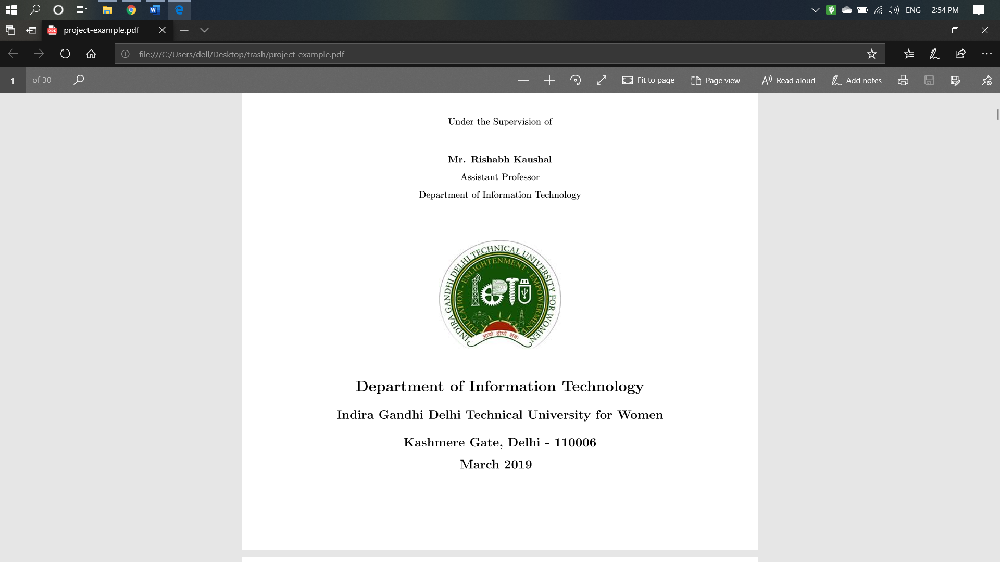 ENG 2:54 PM
project-example.pdf
file:///C:/Users/dell/Desktop/trash/project-example.pdf
1 of 30 Fit to page Page view Read aloud Add notes
Under the Supervision of
Mr. Rishabh Kaushal
Assistant Professor
Department of Information Technology
INDIRA GANDHI DELHI TECHNICAL UNIVERSITY FOR WOMEN
EDUCATION - ENLIGHTENMENT - EMPOWERMENT
आपो दीपो भवः
Department of Information Technology
Indira Gandhi Delhi Technical University for Women
Kashmere Gate, Delhi - 110006
March 2019